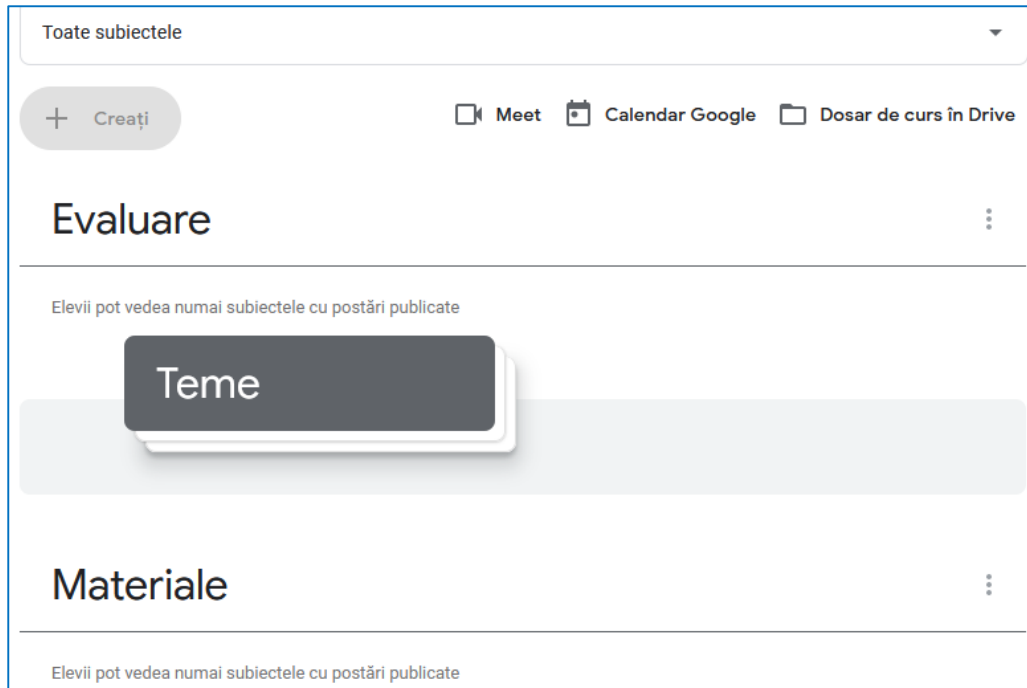 Toate subiectele
Creați
Meet Calendar Google Dosar de curs în Drive
Evaluare
Elevii pot vedea numai subiectele cu postări publicate
Teme
Materiale
Elevii pot vedea numai subiectele cu postări publicate